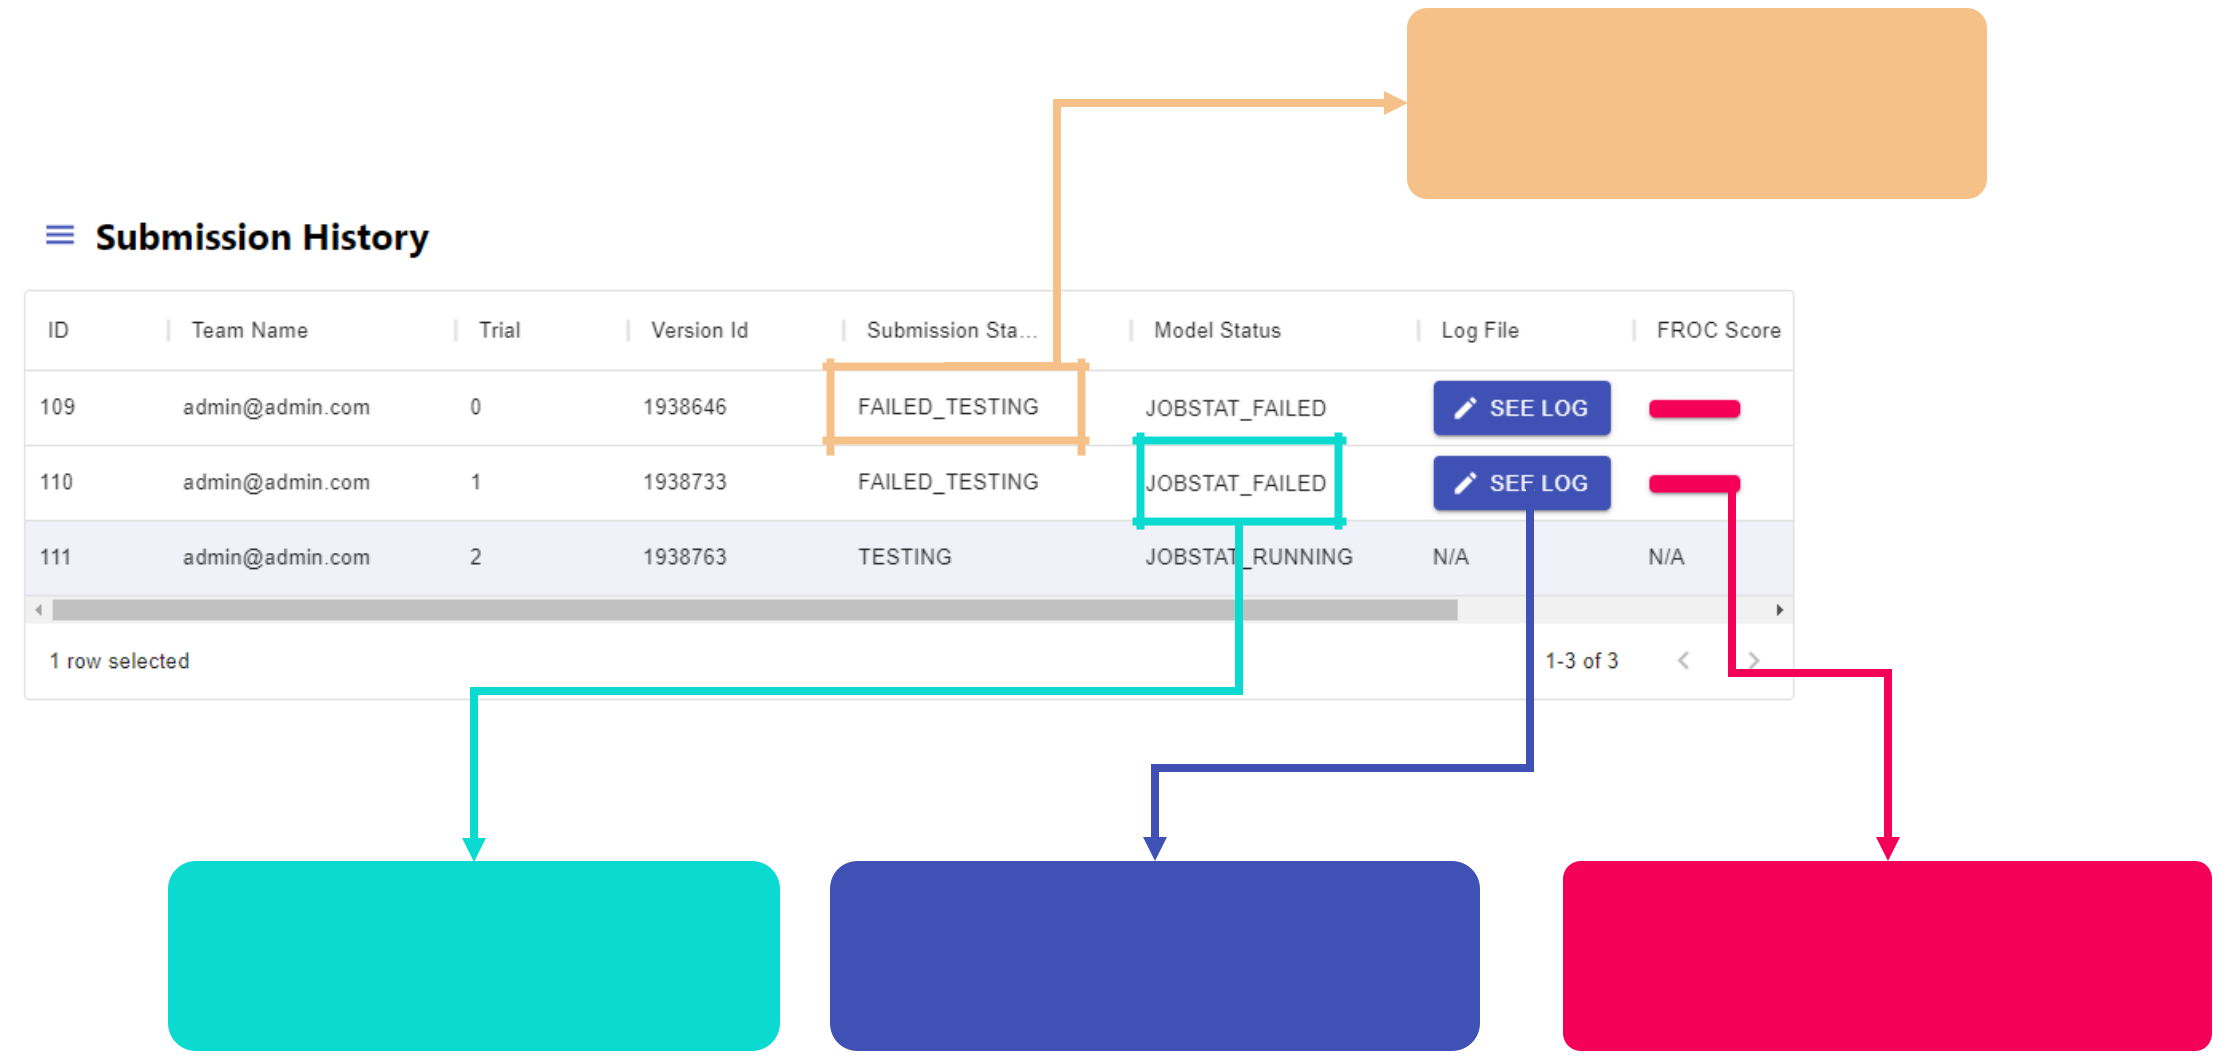 Submission History
ID Team Name Trial Version Id Submission Sta... Model Status Log File FROC Score
109 admin@admin.com 0 1938646 FAILED_TESTING JOBSTAT_FAILED SEE LOG
110 admin@admin.com 1 1938733 FAILED_TESTING JOBSTAT_FAILED SEE LOG
111 admin@admin.com 2 1938763 TESTING JOBSTAT_RUNNING N/A N/A
1 row selected 1-3 of 3